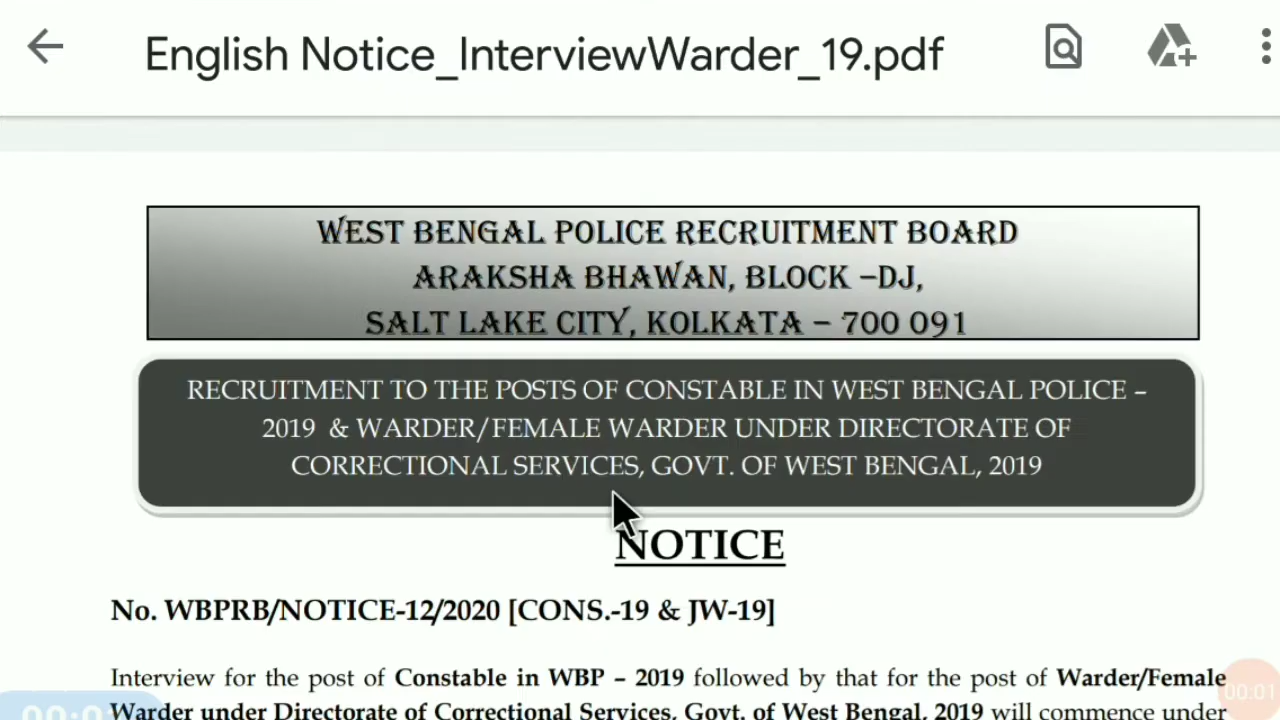 English Notice_InterviewWarder_19.pdf
WEST BENGAL POLICE RECRUITMENT BOARD
ARAKSHA BHAWAN, BLOCK –DJ,
SALT LAKE CITY, KOLKATA – 700 091
RECRUITMENT TO THE POSTS OF CONSTABLE IN WEST BENGAL POLICE –
2019 & WARDER/FEMALE WARDER UNDER DIRECTORATE OF
CORRECTIONAL SERVICES, GOVT. OF WEST BENGAL, 2019
NOTICE
No. WBPRB/NOTICE-12/2020 [CONS.-19 & JW-19]
Interview for the post of Constable in WBP – 2019 followed by that for the post of Warder/Female
00:01
Warder under Directorate of Correctional Services, Govt. of West Bengal, 2019 will commence under